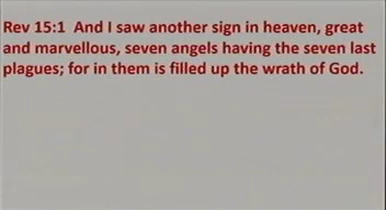 Rev 15:1  And I saw another sign in heaven, great
and marvellous, seven angels having the seven last
plagues; for in them is filled up the wrath of God.